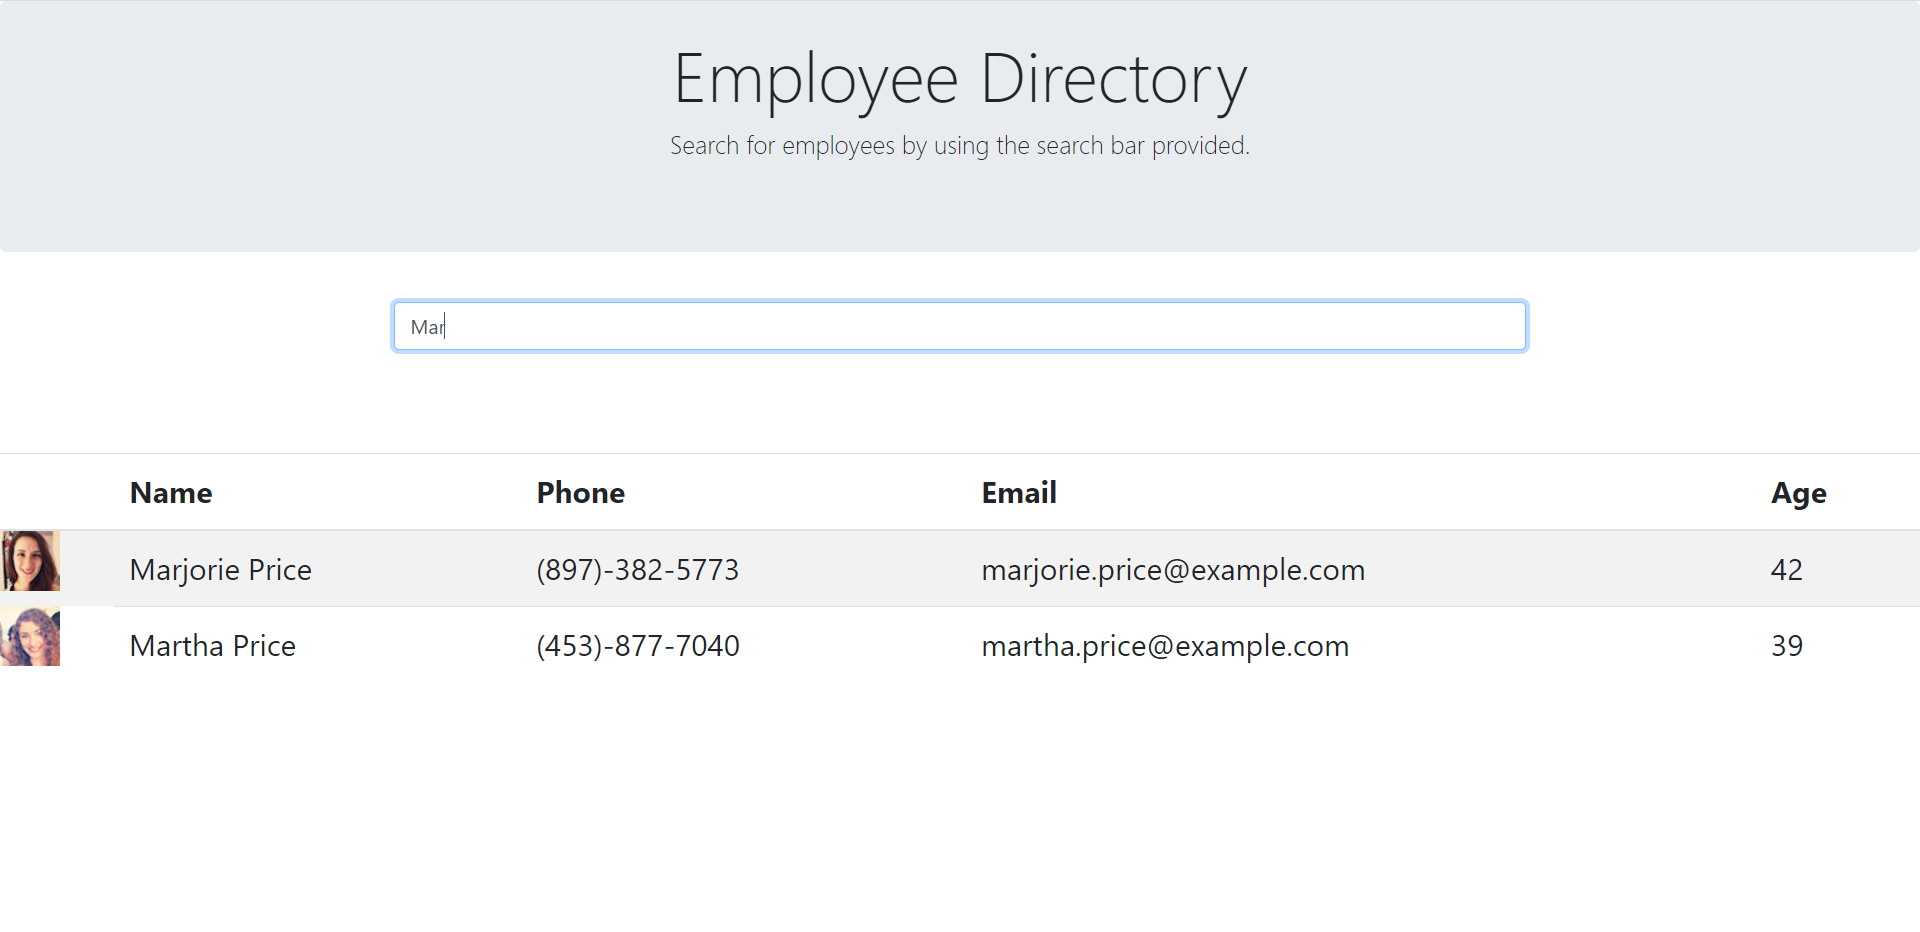 Employee Directory
Search for employees by using the search bar provided.
Mar
Name Phone Email Age
Marjorie Price (897)-382-5773 marjorie.price@example.com 42
Martha Price (453)-877-7040 martha.price@example.com 39